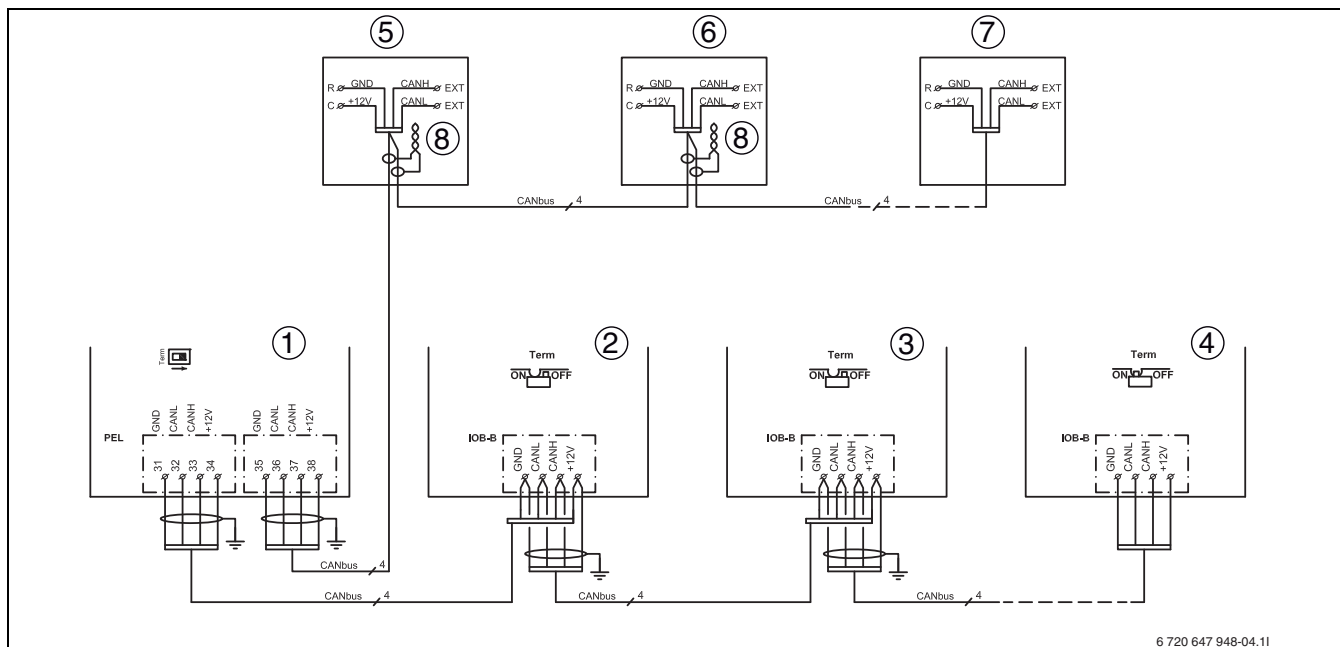 5 6 7
R GND CANH EXT
C +12V CANL EXT
8
R GND CANH EXT
C +12V CANL EXT
8
R GND CANH EXT
C +12V CANL EXT
CANbus 4
CANbus 4
1 2 3 4
Term
Term
ON OFF
Term
ON OFF
Term
ON OFF
PEL
GND CANL CANH +12V
31 32 33 34
GND CANL CANH +12V
35 36 37 38
IOB-B
GND CANL CANH +12V
IOB-B
GND CANL CANH +12V
IOB-B
GND CANL CANH +12V
CANbus 4
CANbus 4
CANbus 4
CANbus 4
6 720 647 948-04.1I